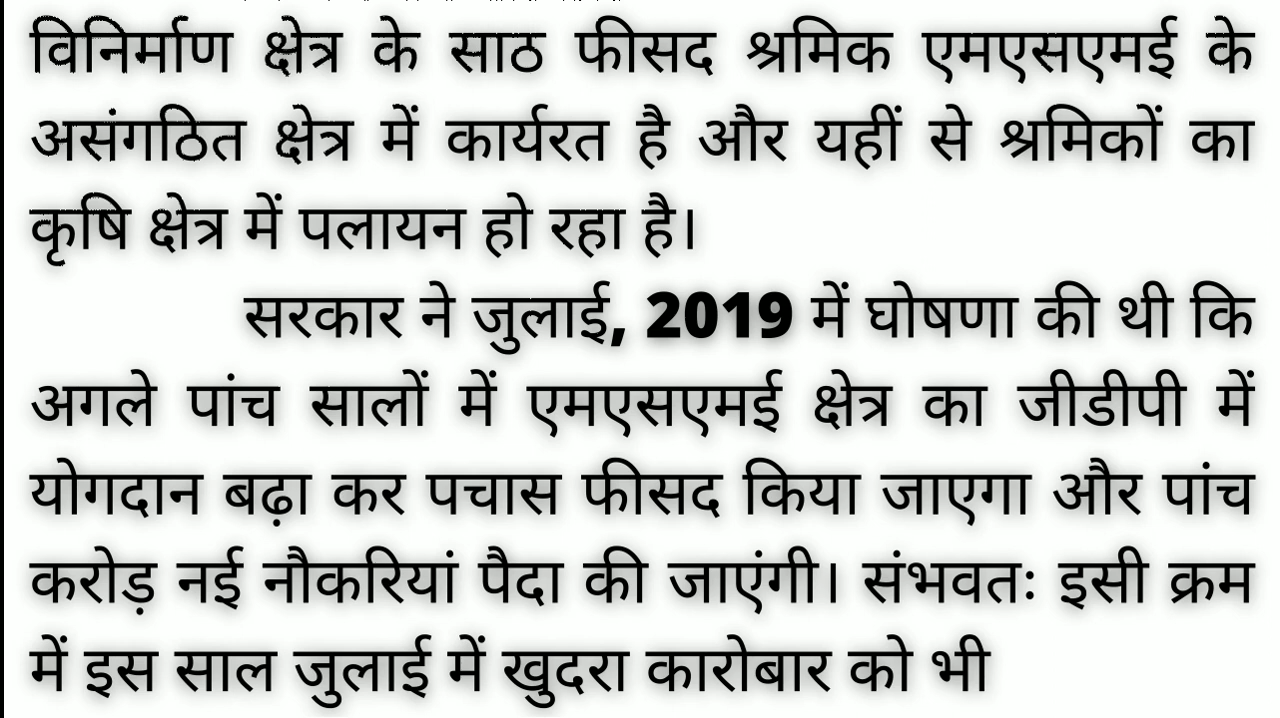 विनिर्माण क्षेत्र के साठ फीसद श्रमिक एमएसएमई के
असंगठित क्षेत्र में कार्यरत है और यहीं से श्रमिकों का
कृषि क्षेत्र में पलायन हो रहा है।
सरकार ने जुलाई, 2019 में घोषणा की थी कि
अगले पांच सालों में एमएसएमई क्षेत्र का जीडीपी में
योगदान बढ़ा कर पचास फीसद किया जाएगा और पांच
करोड़ नई नौकरियां पैदा की जाएंगी। संभवतः इसी क्रम
में इस साल जुलाई में खुदरा कारोबार को भी